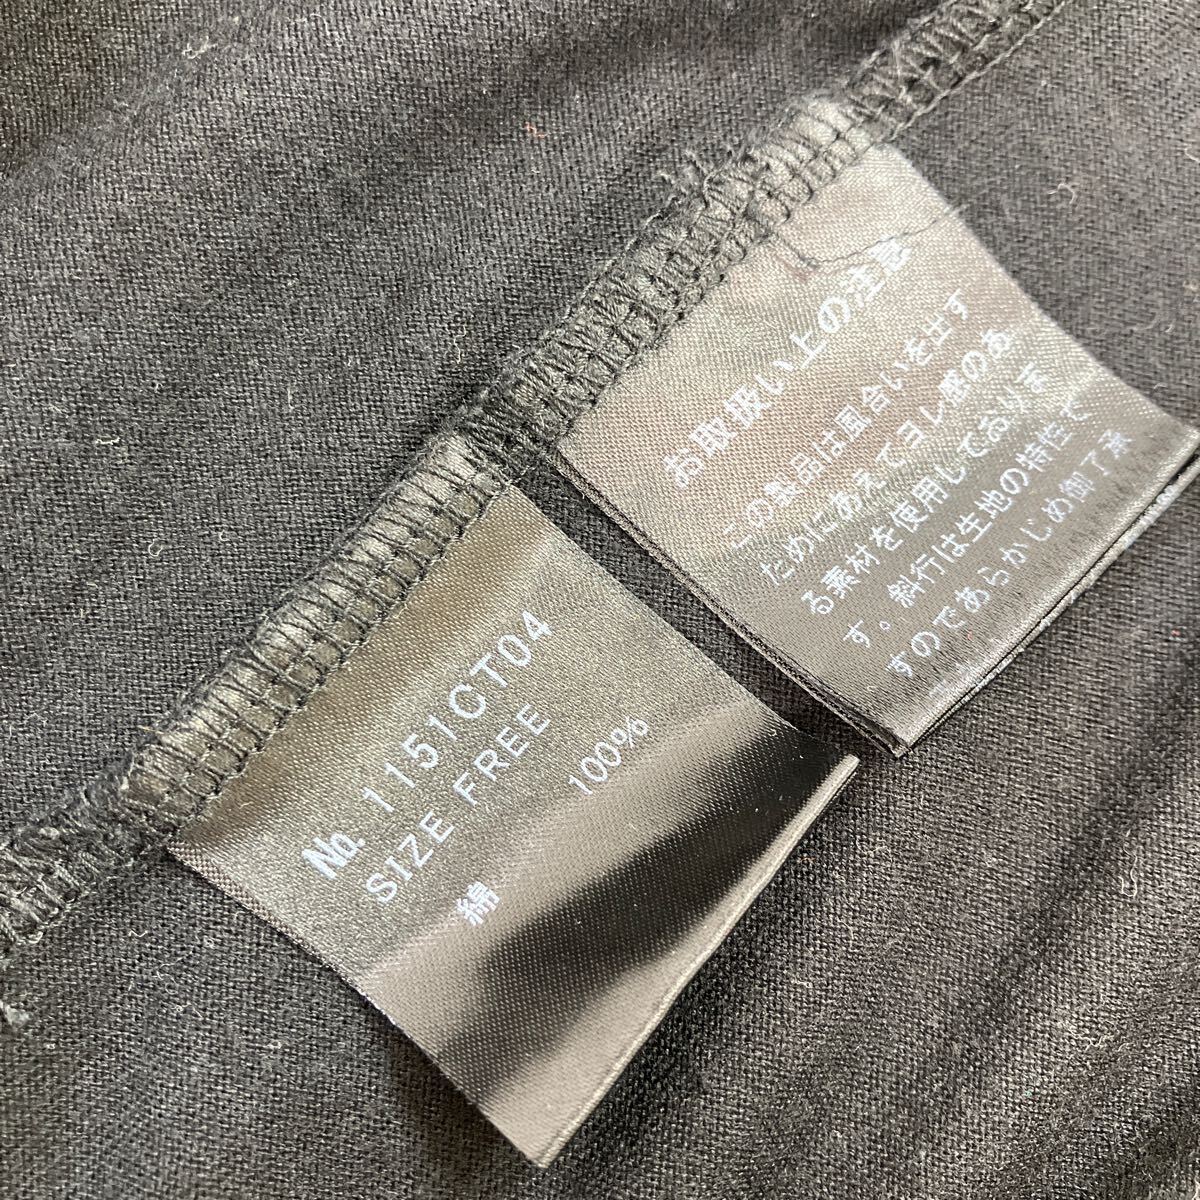 № 1151CT04
SIZE FREE
綿 100%
お取扱い上の注意
この製品は風合いを出す
ためにあえてヨレ感のあ
る素材を使用しておりま
す。斜行は生地の特性で
すのであらかじめ御了承